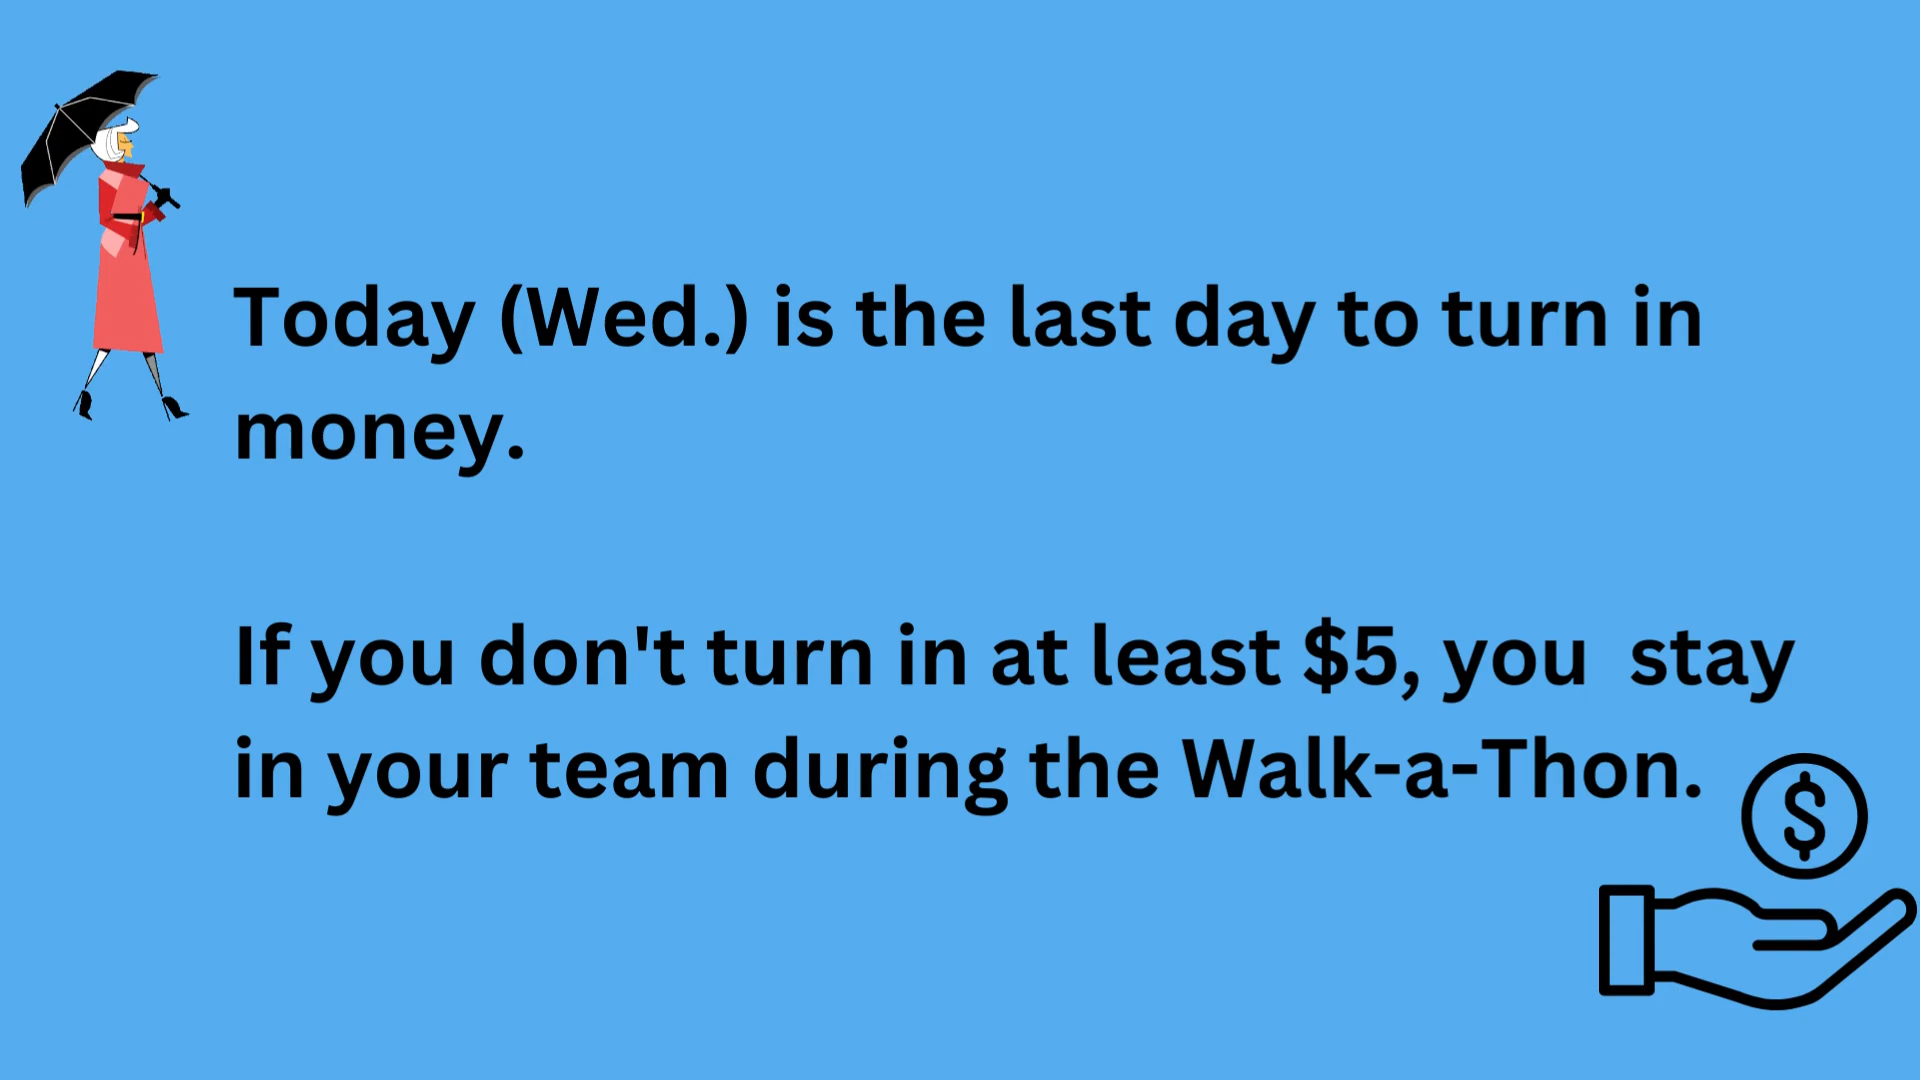 Today (Wed.) is the last day to turn in
money.
If you don't turn in at least $5, you  stay
in your team during the Walk-a-Thon.
$